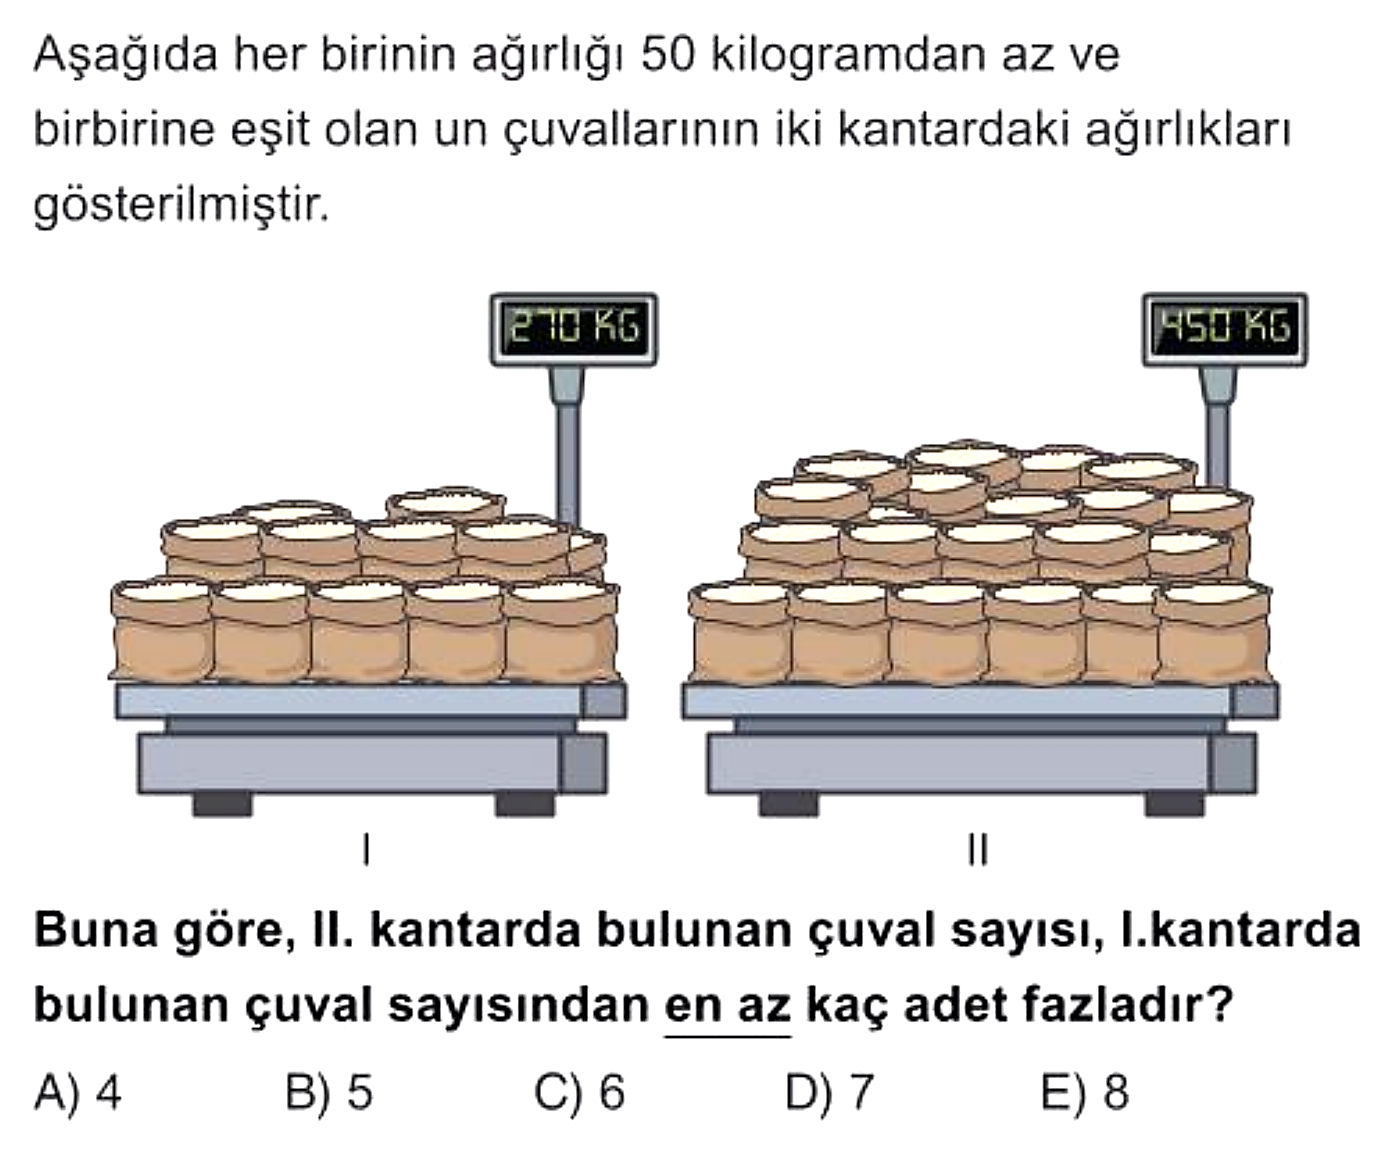 Aşağıda her birinin ağırlığı 50 kilogramdan az ve
birbirine eşit olan un çuvallarının iki kantardaki ağırlıkları
gösterilmiştir.
270 KG
450 KG
I
II
Buna göre, II. kantarda bulunan çuval sayısı, I.kantarda
bulunan çuval sayısından en az kaç adet fazladır?
A) 4 B) 5 C) 6 D) 7 E) 8